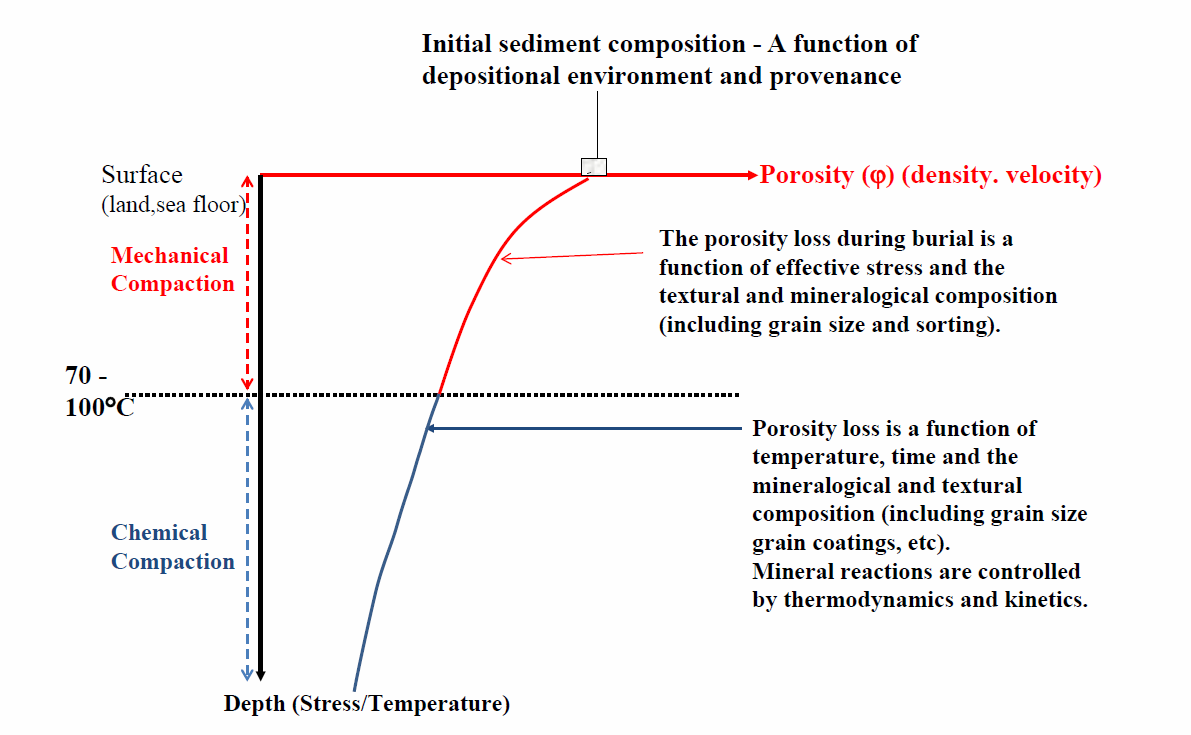 Initial sediment composition - A function of
depositional environment and provenance
Surface
(land,sea floor)
Porosity (φ) (density. velocity)
Mechanical
Compaction
The porosity loss during burial is a
function of effective stress and the
textural and mineralogical composition
(including grain size and sorting).
70 -
100°C
Porosity loss is a function of
temperature, time and the
mineralogical and textural
composition (including grain size
grain coatings, etc).
Mineral reactions are controlled
by thermodynamics and kinetics.
Chemical
Compaction
Depth (Stress/Temperature)